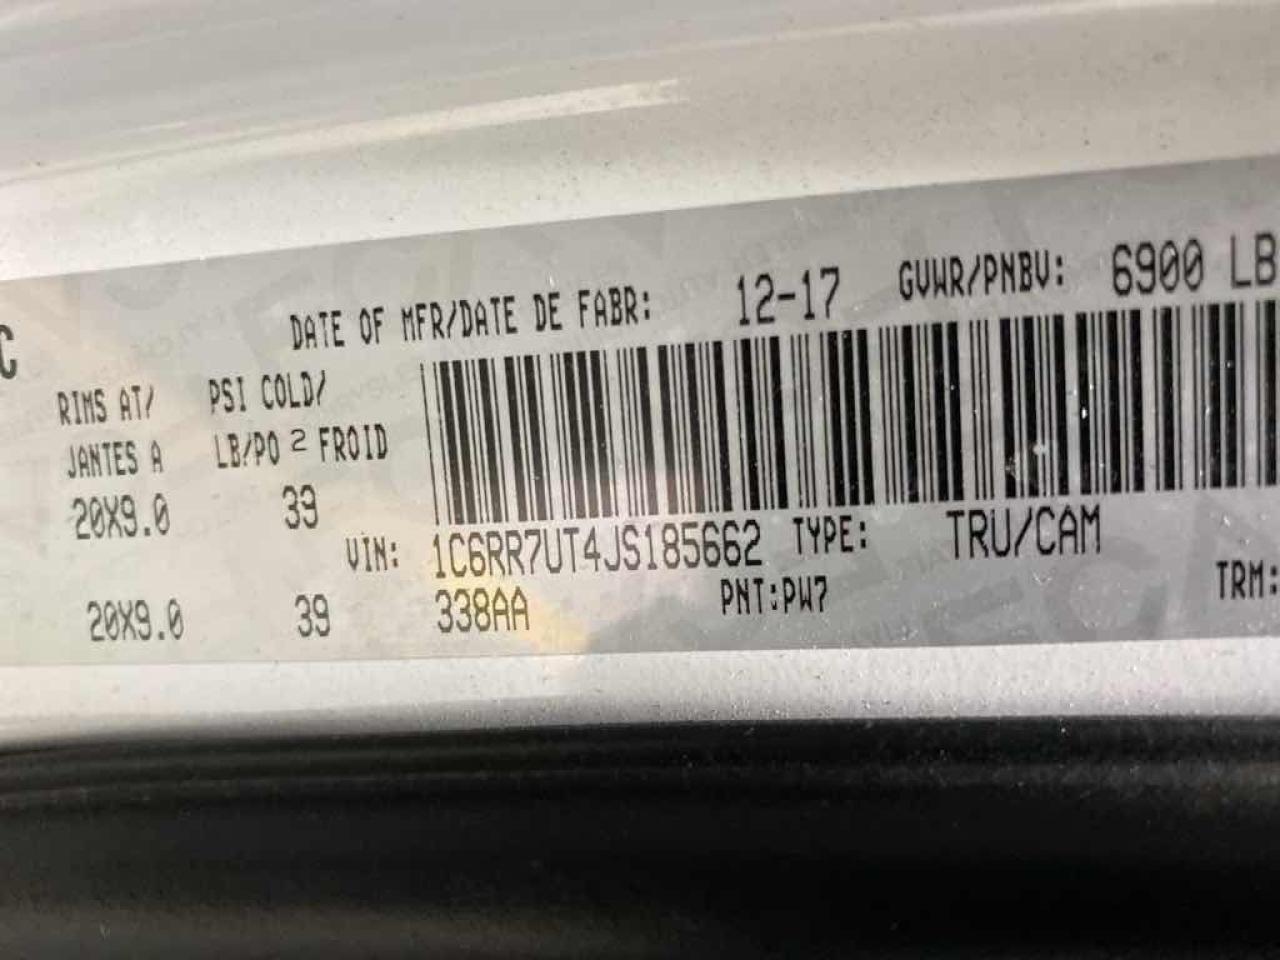 C
DATE OF MFR/DATE DE FABR: 12-17 GVWR/PNBV: 6900 LB
RIMS AT/ PSI COLD/
JANTES A LB/PO 2 FROID
20X9.0 39
VIN: 1C6RR7UT4JS185662 TYPE: TRU/CAM
20X9.0 39 338AA PNT:PW7 TRM: